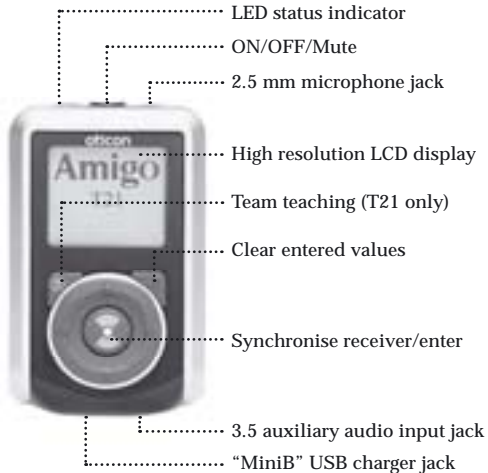 LED status indicator
ON/OFF/Mute
2.5 mm microphone jack
oticon
High resolution LCD display
Amigo
T21
Team teaching (T21 only)
Clear entered values
Synchronise receiver/enter
3.5 auxiliary audio input jack
“MiniB” USB charger jack